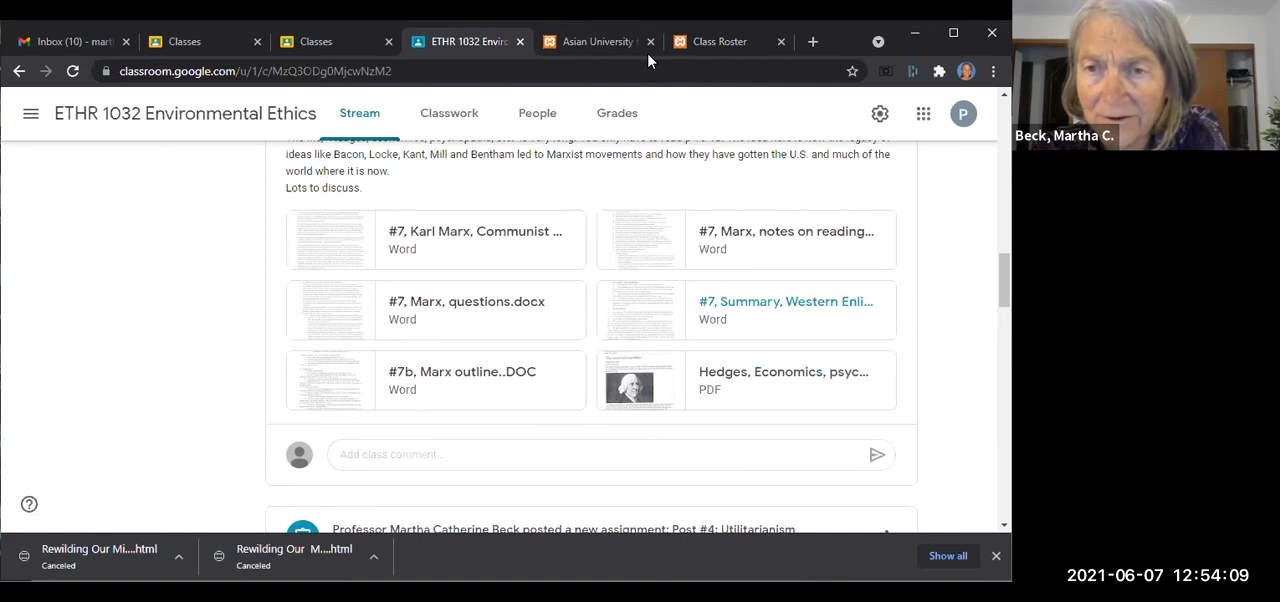 Inbox (10) - mart
Classes
Classes
ETHR 1032 Enviro
Asian University f
Class Roster
classroom.google.com/u/1/c/MzQ3ODg0MjcwNzM2
ETHR 1032 Environmental Ethics
Stream
Classwork
People
Grades
P
ideas like Bacon, Locke, Kant, Mill and Bentham led to Marxist movements and how they have gotten the U.S. and much of the
world where it is now.
Lots to discuss.
#7, Karl Marx, Communist ...
Word
#7, Marx, notes on reading...
Word
#7, Marx, questions.docx
Word
#7, Summary, Western Enli...
Word
#7b, Marx outline..DOC
Word
Hedges, Economics, psyc...
PDF
Add class comment...
Professor Martha Catherine Beck posted a new assignment: Post #4: Utilitarianism
Rewilding Our Mi....html
Canceled
Rewilding Our M....html
Canceled
Show all
Beck, Martha C.
2021-06-07 12:54:09